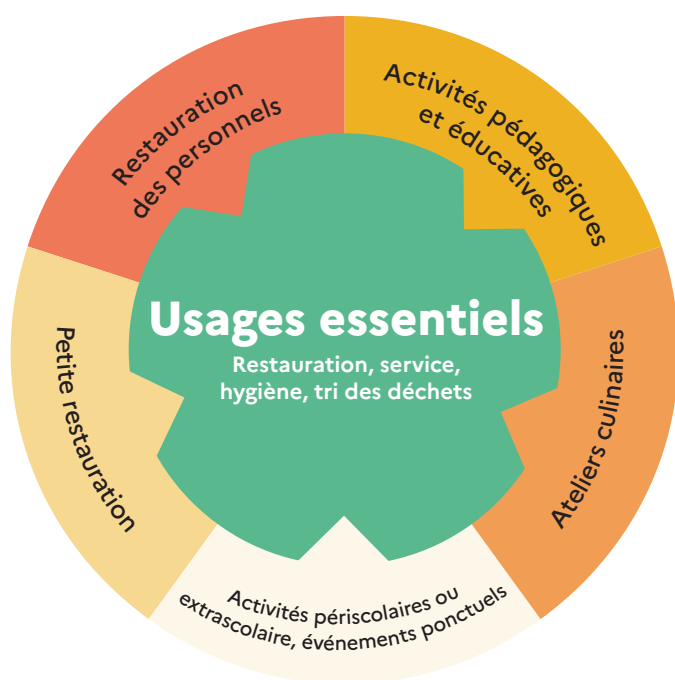 Restauration
des personnels
Activités pédagogiques
et éducatives
Usages essentiels
Restauration, service,
hygiène, tri des déchets
Petite restauration
Ateliers culinaires
Activités périscolaires ou
extrascolaire, événements ponctuels